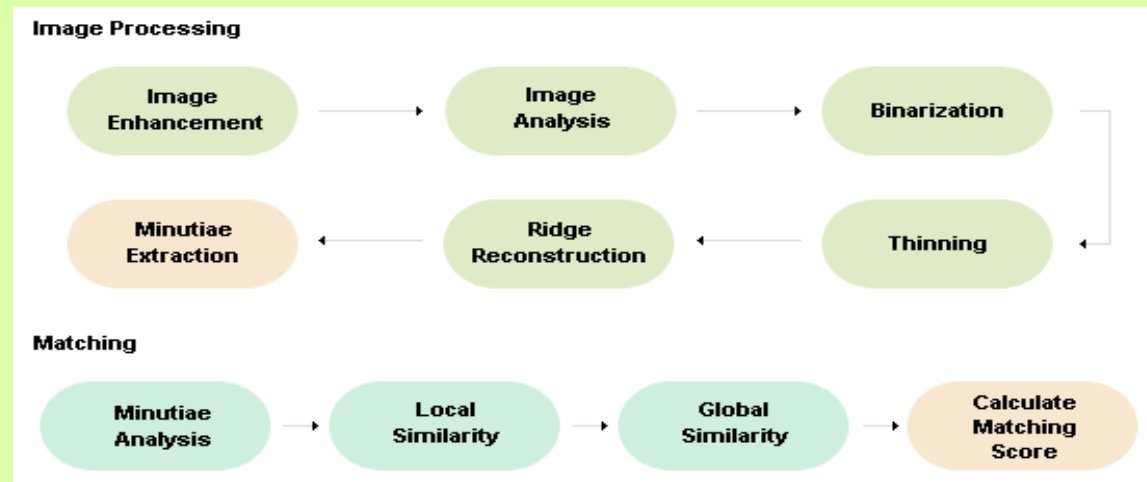 Image Processing
Image
Enhancement
Image
Analysis
Binarization
Minutiae
Extraction
Ridge
Reconstruction
Thinning
Matching
Minutiae
Analysis
Local
Similarity
Global
Similarity
Calculate
Matching
Score